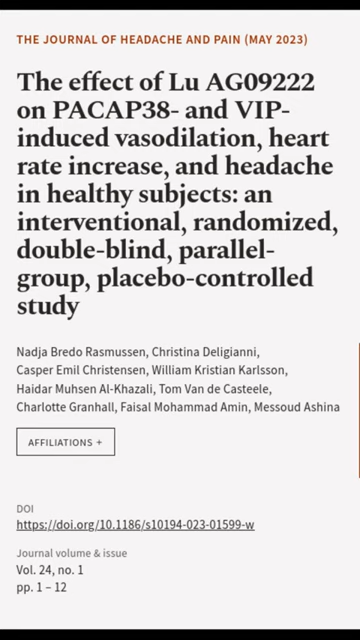 THE JOURNAL OF HEADACHE AND PAIN (MAY 2023)
The effect of Lu AG09222
on PACAP38- and VIP-
induced vasodilation, heart
rate increase, and headache
in healthy subjects: an
interventional, randomized,
double-blind, parallel-
group, placebo-controlled
study
Nadja Bredo Rasmussen, Christina Deligianni,
Casper Emil Christensen, William Kristian Karlsson,
Haidar Muhsen Al-Khazali, Tom Van de Casteele,
Charlotte Granhall, Faisal Mohammad Amin, Messoud Ashina
AFFILIATIONS +
DOI
https://doi.org/10.1186/s10194-023-01599-w
Journal volume & issue
Vol. 24, no. 1
pp. 1 – 12